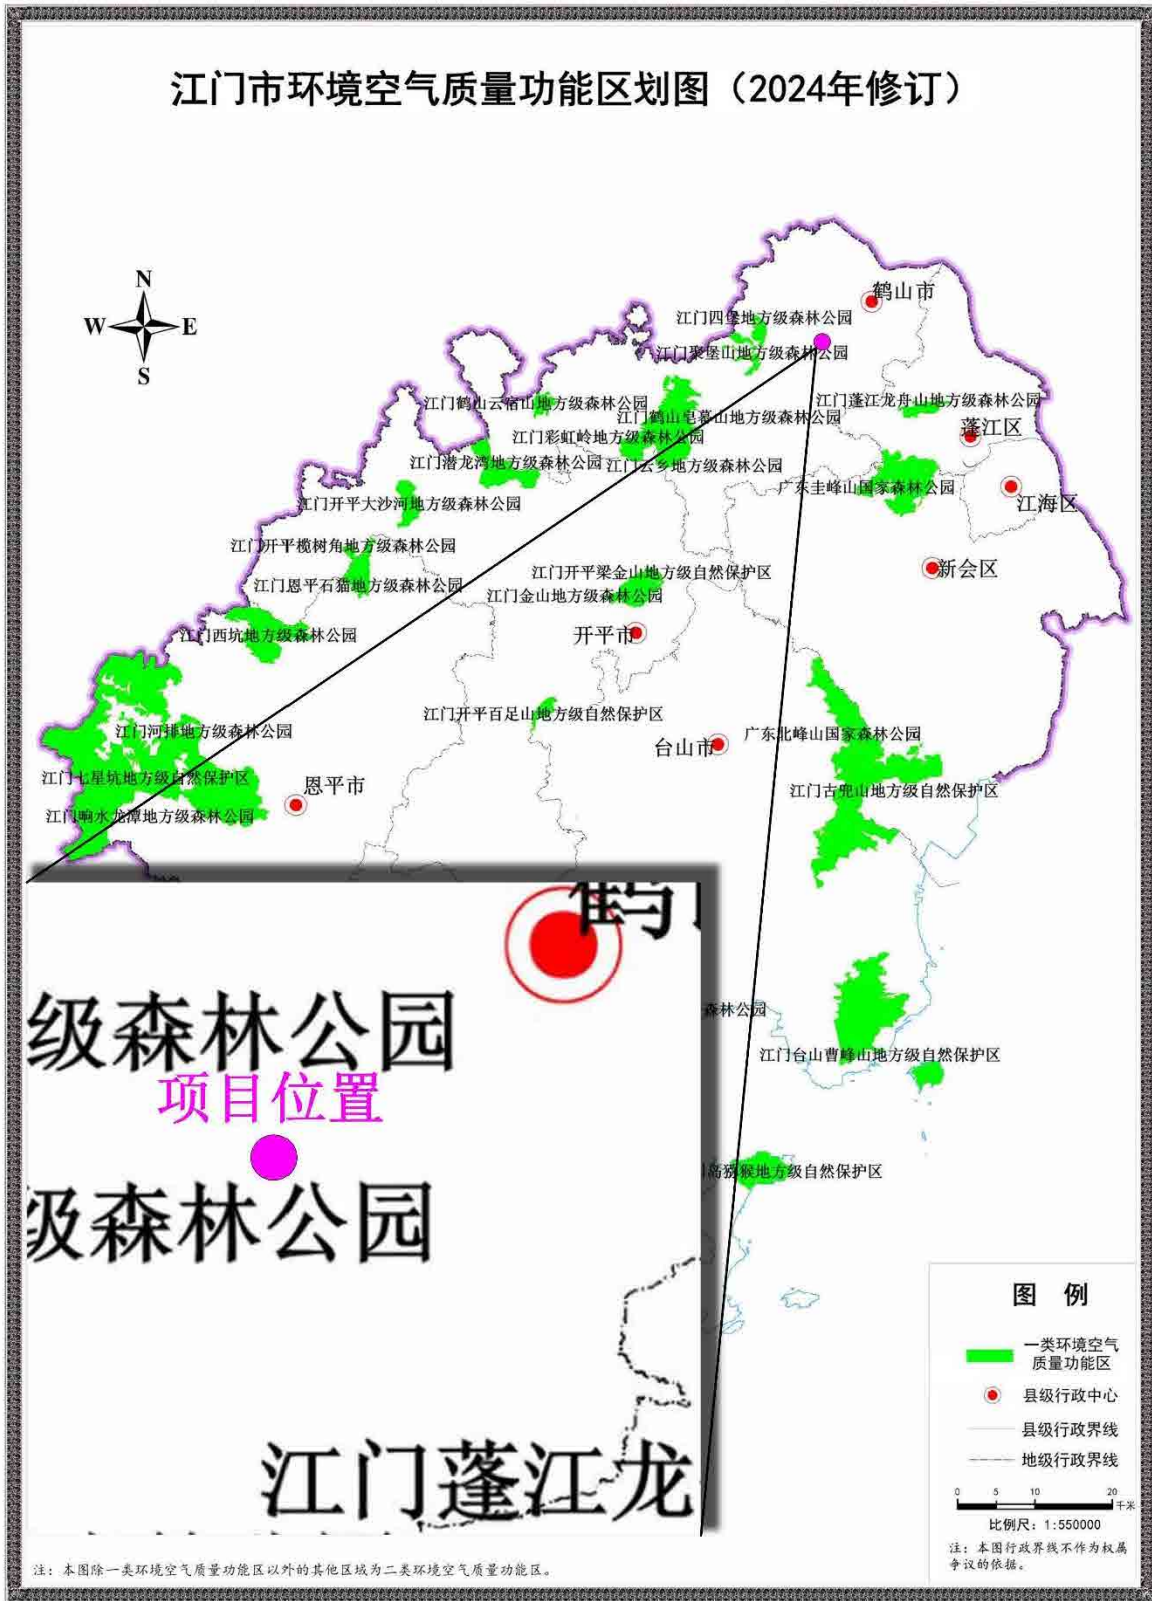 江门市环境空气质量功能区划图（2024年修订）
N
W
E
S
鹤山市
江门四堡地方级森林公园
江门聚堡山地方级森林公园
江门鹤山云宿山地方级森林公园
江门蓬江龙舟山地方级森林公园
江门鹤山皂幕山地方级森林公园
蓬江区
江门彩虹岭地方级森林公园
江门潜龙湾地方级森林公园
江门云乡地方级森林公园
广东圭峰山国家森林公园
江门开平大沙河地方级森林公园
江海区
江门开平榄树角地方级森林公园
江门开平梁金山地方级自然保护区
新会区
江门恩平石猫地方级森林公园
江门金山地方级森林公园
江门西坑地方级森林公园
开平市
江门开平百足山地方级自然保护区
江门河排地方级森林公园
台山市
广东北峰山国家森林公园
江门七星坑地方级自然保护区
恩平市
江门古兜山地方级自然保护区
江门响水龙潭地方级森林公园
鹤
级森林公园
森林公园
江门台山曹峰山地方级自然保护区
项目位置
岛猕猴地方级自然保护区
级森林公园
江门蓬江龙
图 例
一类环境空气
质量功能区
县级行政中心
县级行政界线
地级行政界线
0 5 10 20
千米
比例尺：1:550000
注：本图行政界线不作为权属
争议的依据。
注：本图除一类环境空气质量功能区以外的其他区域为二类环境空气质量功能区。